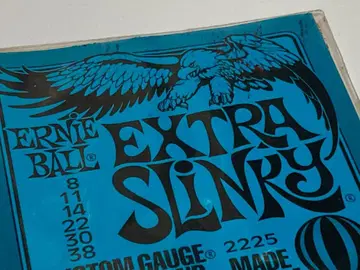 ERNIE
BALL®
EXTRA
SLINKY®
8
11
14
22
30
38
CUSTOM GAUGE®
2225
MADE